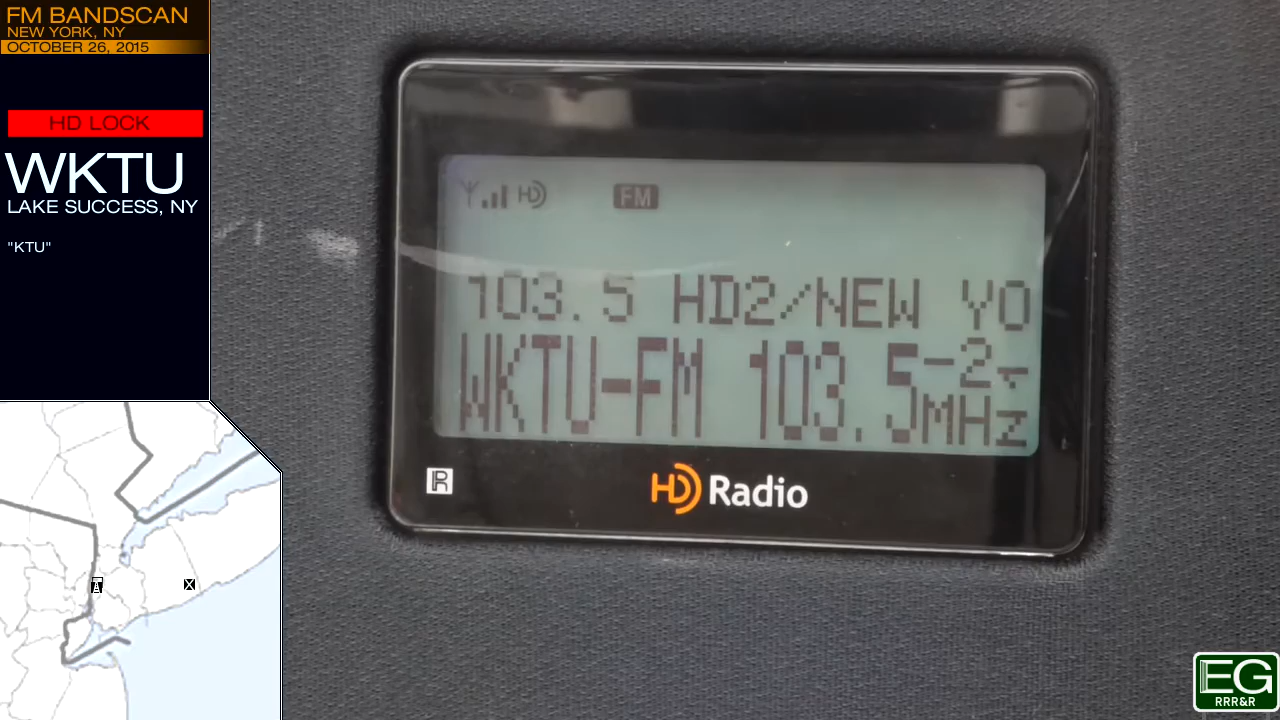 FM BANDSCAN
NEW YORK, NY
OCTOBER 26, 2015
HD LOCK
WKTU
LAKE SUCCESS, NY
"KTU"
HD
FM
103.5 HD2/NEW YO
WKTU-FM 103.5-2
MHz
R
HD Radio
EG
RRR&R